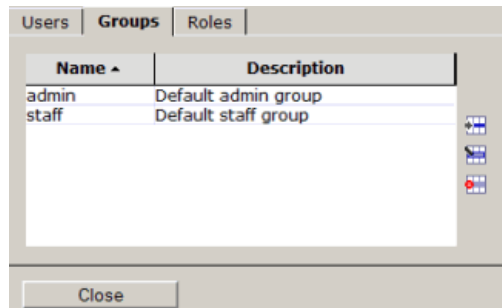 Users Groups Roles
Name Description
admin Default admin group
staff Default staff group
Close